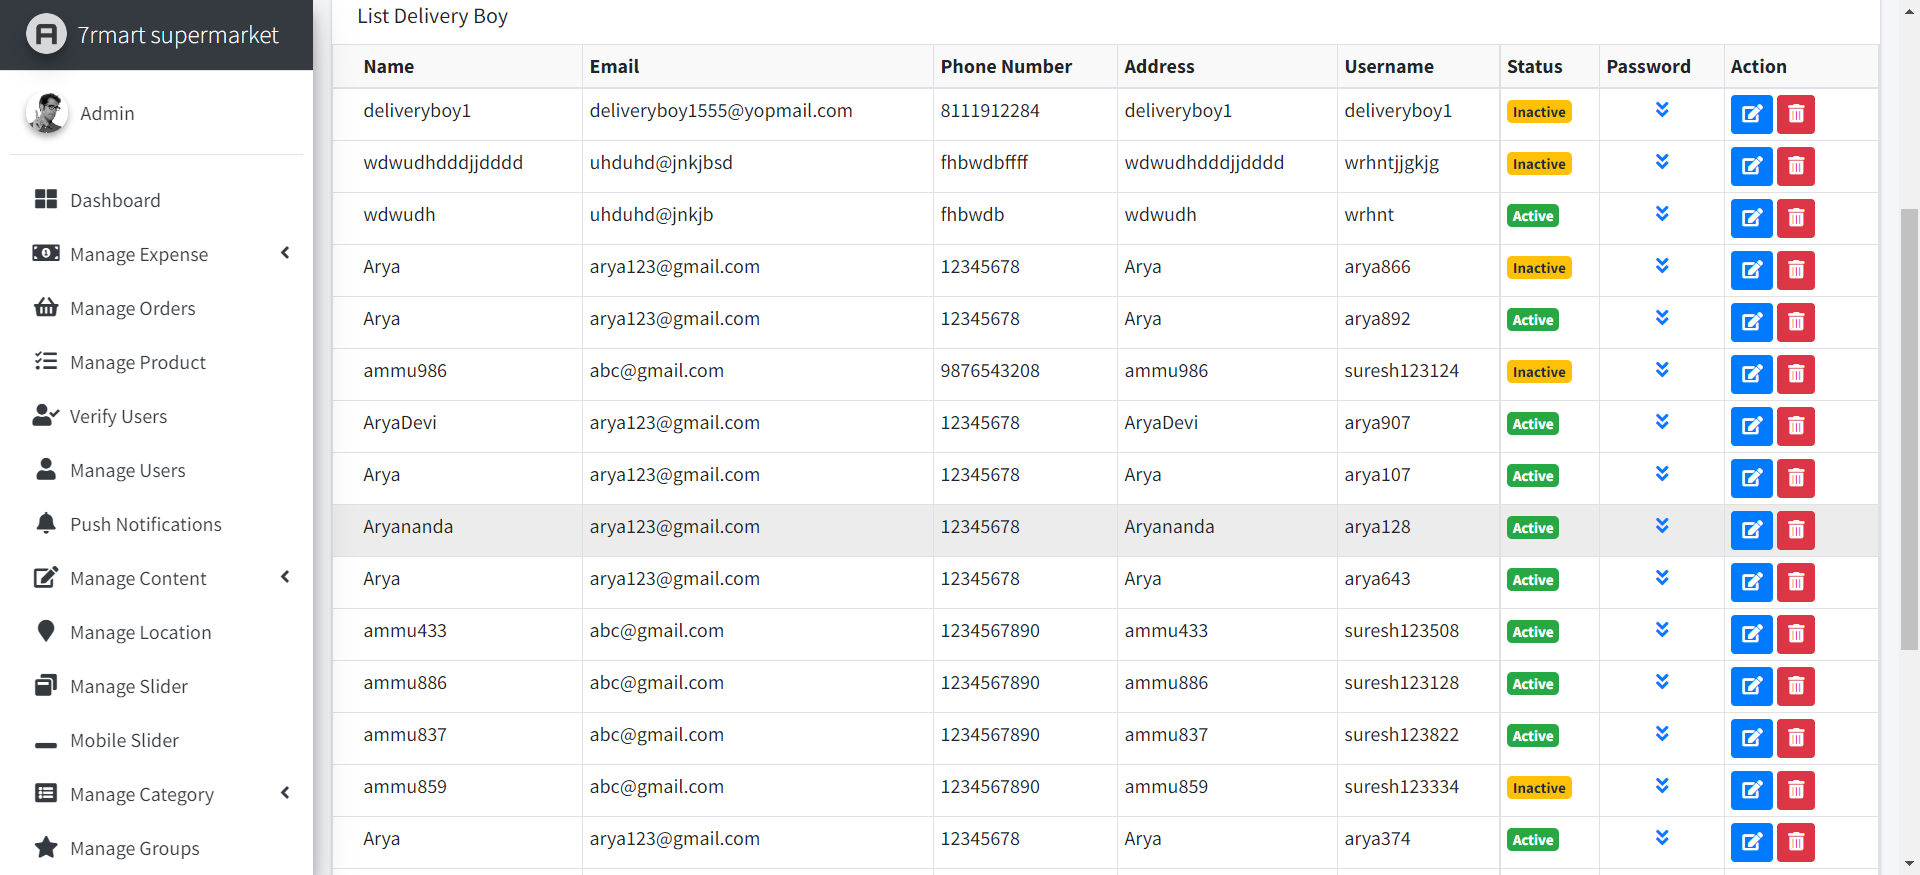 7rmart supermarket
Admin
Dashboard
Manage Expense
Manage Orders
Manage Product
Verify Users
Manage Users
Push Notifications
Manage Content
Manage Location
Manage Slider
Mobile Slider
Manage Category
Manage Groups
List Delivery Boy
Name Email Phone Number Address Username Status Password Action
deliveryboy1 deliveryboy1555@yopmail.com 8111912284 deliveryboy1 deliveryboy1 Inactive
wdwudhdddjjdddd uhduhd@jnkjbsd fhbwdbffff wdwudhdddjjdddd wrhntjjgkjg Inactive
wdwudh uhduhd@jnkjb fhbwdb wdwudh wrhnt Active
Arya arya123@gmail.com 12345678 Arya arya866 Inactive
Arya arya123@gmail.com 12345678 Arya arya892 Active
ammu986 abc@gmail.com 9876543208 ammu986 suresh123124 Inactive
AryaDevi arya123@gmail.com 12345678 AryaDevi arya907 Active
Arya arya123@gmail.com 12345678 Arya arya107 Active
Aryananda arya123@gmail.com 12345678 Aryananda arya128 Active
Arya arya123@gmail.com 12345678 Arya arya643 Active
ammu433 abc@gmail.com 1234567890 ammu433 suresh123508 Active
ammu886 abc@gmail.com 1234567890 ammu886 suresh123128 Active
ammu837 abc@gmail.com 1234567890 ammu837 suresh123822 Active
ammu859 abc@gmail.com 1234567890 ammu859 suresh123334 Inactive
Arya arya123@gmail.com 12345678 Arya arya374 Active